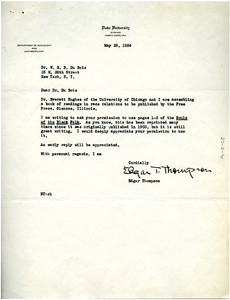 Duke University
DURHAM
NORTH CAROLINA
DEPARTMENT OF SOCIOLOGY
AND
ANTHROPOLOGY
May 25, 1954
Dr. W. E. B. Du Bois
New York, N. Y.
Dear Dr. Du Bois
Dr. Everett Hughes of the University of Chicago and I are assembling
a book of readings in race relations to be published by the Free
Press, Glencoe, Illinois.
I am writing to ask your permission to use pages 1-2 of the Souls
of the Black Folk. As you know, this has been reprinted many
times since it was originally published in 1903, but it is still
great writing. I would deeply appreciate your permission to use
it.
An early reply will be appreciated.
With personal regards, I am
Cordially
Edgar T. Thompson
Edgar Thompson
ET:ch